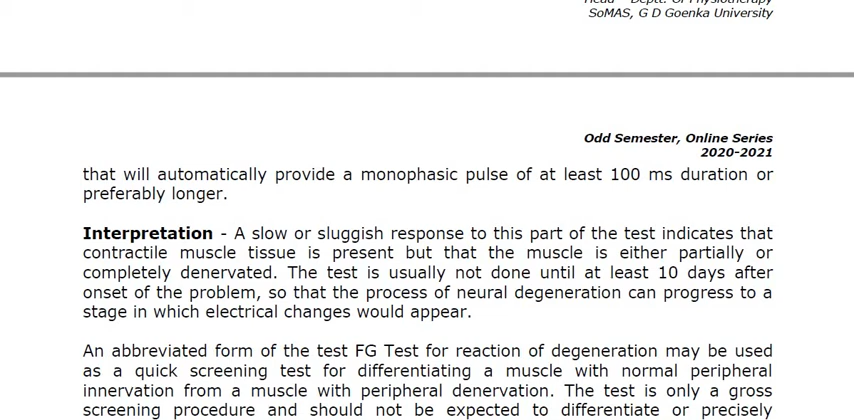 Head – Deptt. Of Physiotherapy
SoMAS, G D Goenka University
Odd Semester, Online Series
2020-2021
that will automatically provide a monophasic pulse of at least 100 ms duration or
preferably longer.
Interpretation - A slow or sluggish response to this part of the test indicates that
contractile muscle tissue is present but that the muscle is either partially or
completely denervated. The test is usually not done until at least 10 days after
onset of the problem, so that the process of neural degeneration can progress to a
stage in which electrical changes would appear.
An abbreviated form of the test FG Test for reaction of degeneration may be used
as a quick screening test for differentiating a muscle with normal peripheral
innervation from a muscle with peripheral denervation. The test is only a gross
screening procedure and should not be expected to differentiate or precisely